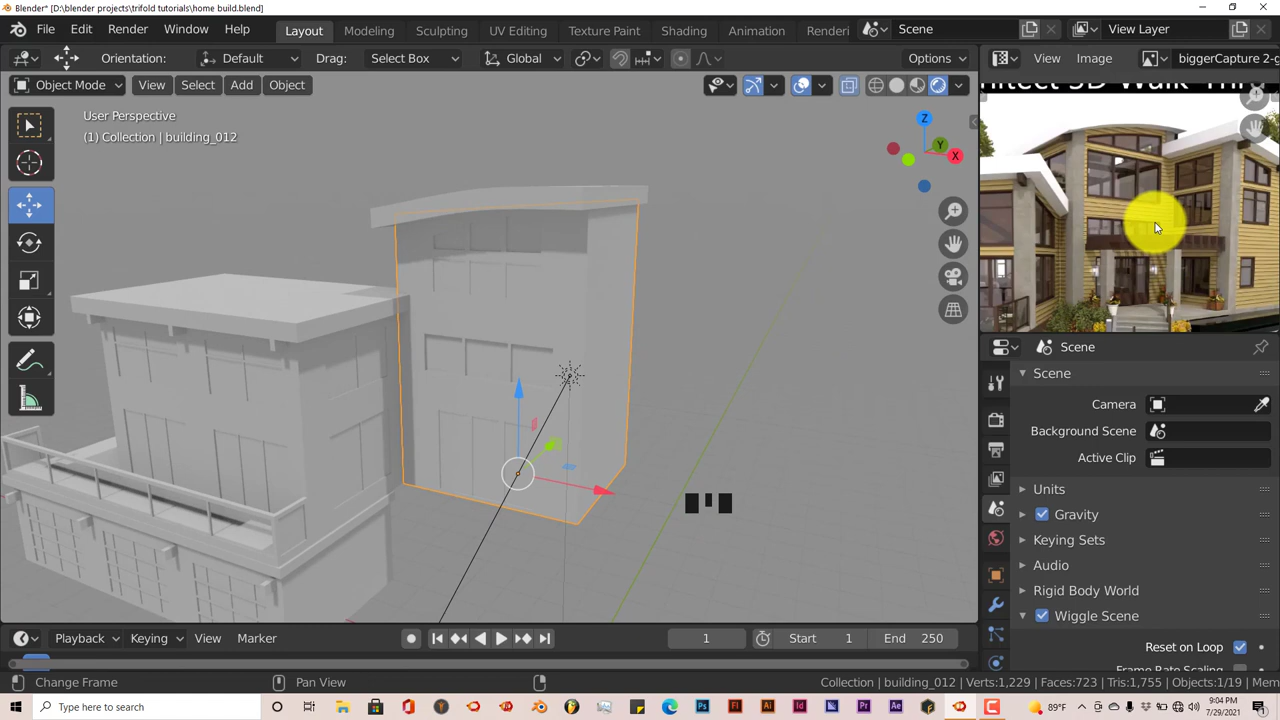 Blender* [D:\blender projects\trifold tutorials\home build.blend]
File Edit Render Window Help Layout Modeling Sculpting UV Editing Texture Paint Shading Animation Renderi Scene View Layer
Orientation: Default Drag: Select Box Global Options View Image biggerCapture 2-g
Object Mode View Select Add Object
User Perspective
(1) Collection | building_012
Z
Y
X
Scene
Scene
Camera
Background Scene
Active Clip
Units
Gravity
Keying Sets
Audio
Rigid Body World
Wiggle Scene
Reset on Loop
Frame Rate Scaling
Playback Keying View Marker 1 Start 1 End 250
Change Frame Pan View Collection | building_012 | Verts:1,229 | Faces:723 | Tris:1,755 | Objects:1/19 | Mem
Type here to search 89°F 9:04 PM
7/29/2021